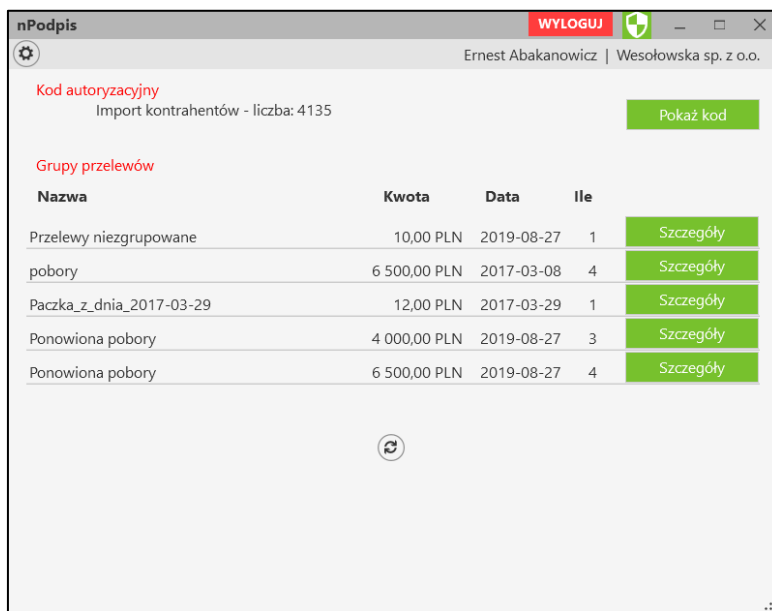 nPodpis WYLOGUJ
Ernest Abakanowicz | Wesołowska sp. z o.o.
Kod autoryzacyjny
Import kontrahentów - liczba: 4135 Pokaż kod
Grupy przelewów
Nazwa Kwota Data Ile
Przelewy niezgrupowane 10,00 PLN 2019-08-27 1 Szczegóły
pobory 6 500,00 PLN 2017-03-08 4 Szczegóły
Paczka_z_dnia_2017-03-29 12,00 PLN 2017-03-29 1 Szczegóły
Ponowiona pobory 4 000,00 PLN 2019-08-27 3 Szczegóły
Ponowiona pobory 6 500,00 PLN 2019-08-27 4 Szczegóły